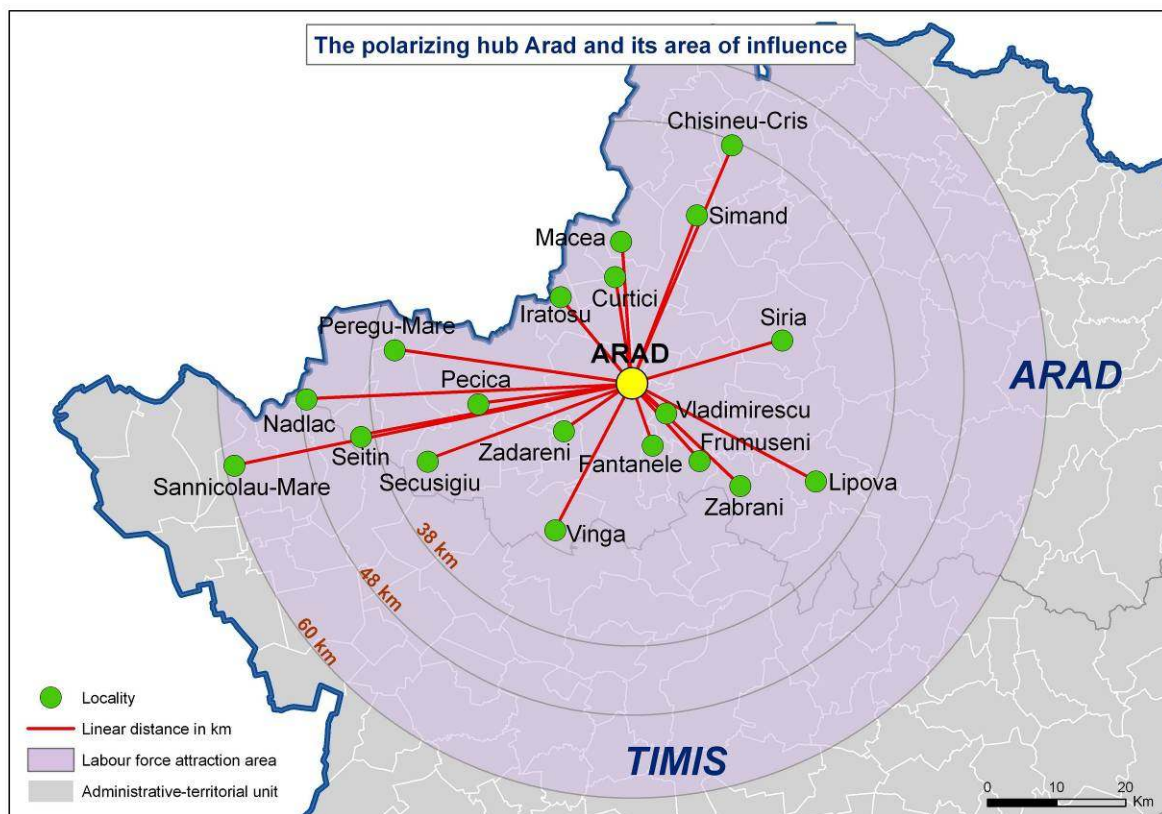 The polarizing hub Arad and its area of influence
Chisineu-Cris
Simand
Macea
Curtici
Iratosu
Siria
Peregu-Mare
ARAD
ARAD
Pecica
Vladimirescu
Nadlac
Frumuseni
Seitin
Zadareni
Fantanele
Sannicolau-Mare
Secusigiu
Lipova
Zabrani
Vinga
38 km
48 km
60 km
TIMIS
Locality
Linear distance in km
Labour force attraction area
Administrative-territorial unit
0 10 20
Km